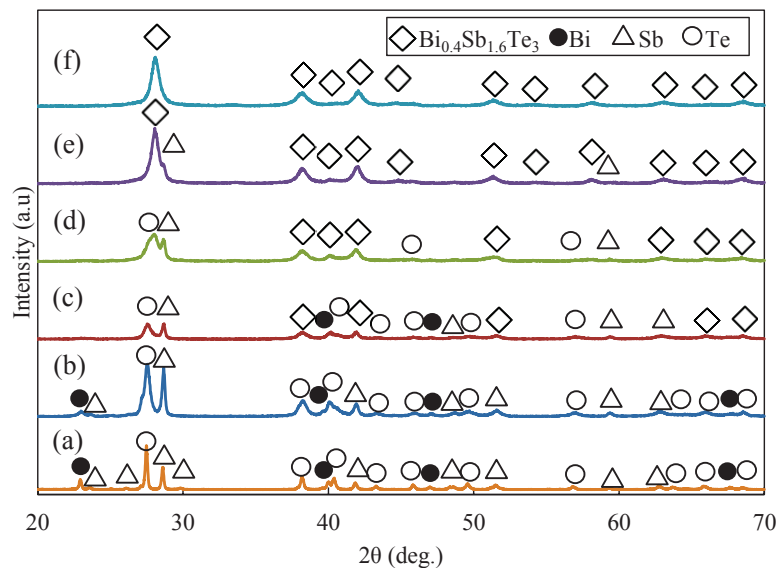 Bi0.4Sb1.6Te3 Bi Sb Te
(f)
(e)
(d)
(c)
(b)
(a)
Intensity (a.u)
20 30 40 50 60 70
2θ (deg.)